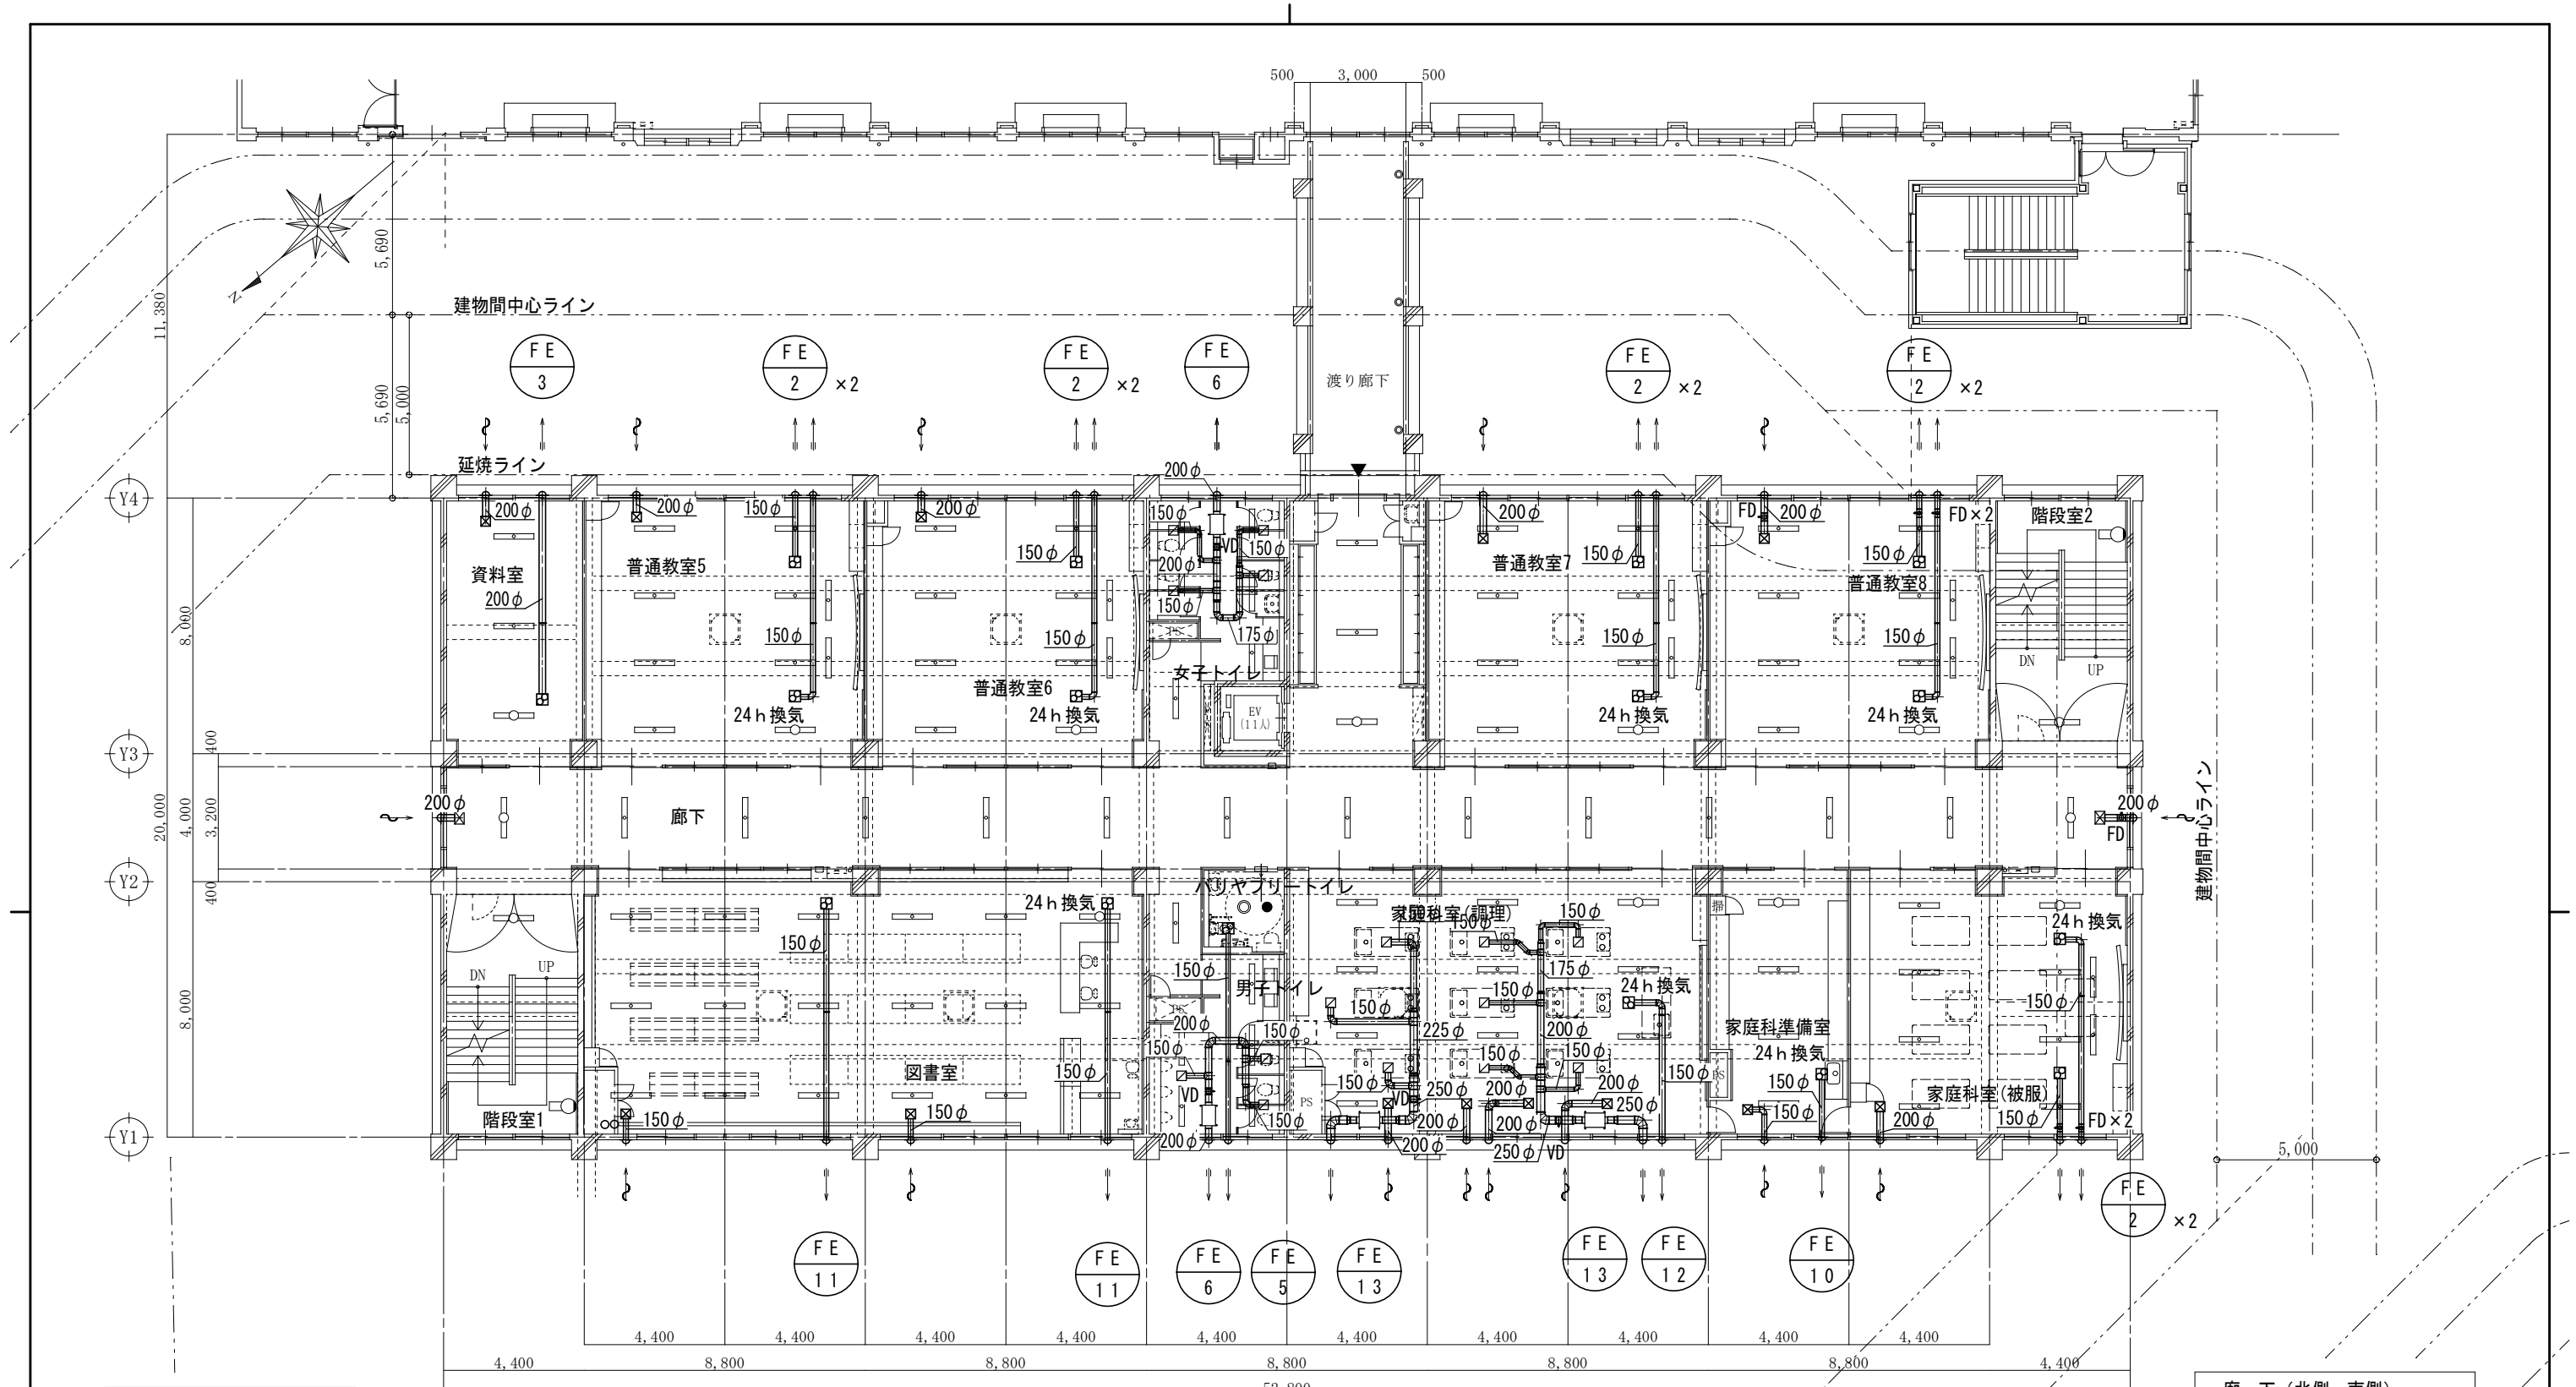 500 3,000 500
N
5,690
11,380
建物間中心ライン
FE 3
FE 2 ×2
FE 2 ×2
FE 6
渡り廊下
FE 2 ×2
FE 2 ×2
5,690
5,000
延焼ライン
200φ
Y4
200φ
200φ
150φ
200φ
150φ
200φ
FD
200φ
FD×2
階段室2
150φ
VD
150φ
150φ
150φ
資料室
普通教室5
200φ
普通教室7
普通教室8
200φ
150φ
8,000
150φ
150φ
PS
175φ
150φ
150φ
DN
UP
女子トイレ
普通教室6
24h換気
24h換気
EV
(11人)
24h換気
24h換気
Y3
400
200φ
廊下
200φ
FD
20,000
4,000
3,200
建物間中心ライン
Y2
400
バリヤフリートイレ
24h換気
家庭科室(調理)
150φ
150φ
掃
24h換気
150φ
DN
UP
150φ
175φ
男子トイレ
150φ
24h換気
150φ
8,000
PS
150φ
200φ
150φ
225φ
200φ
家庭科準備室
24h換気
150φ
150φ
150φ
図書室
150φ
150φ
150φ
PS
150φ
家庭科室(被服)
VD
PS
VD
250φ
200φ
200φ
250φ
階段室1
150φ
150φ
150φ
200φ
200φ
150φ
200φ
150φ
FD×2
Y1
200φ
200φ
250φ
VD
5,000
FE 2 ×2
FE 11
FE 11
FE 6
FE 5
FE 13
FE 13
FE 12
FE 10
4,400 4,400 4,400 4,400 4,400 4,400 4,400 4,400 4,400 4,400
4,400 8,800 8,800 8,800 8,800 8,800 4,400